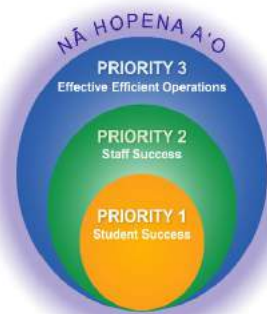 NĀ HOPENA A'O
PRIORITY 3
Effective Efficient Operations
PRIORITY 2
Staff Success
PRIORITY 1
Student Success